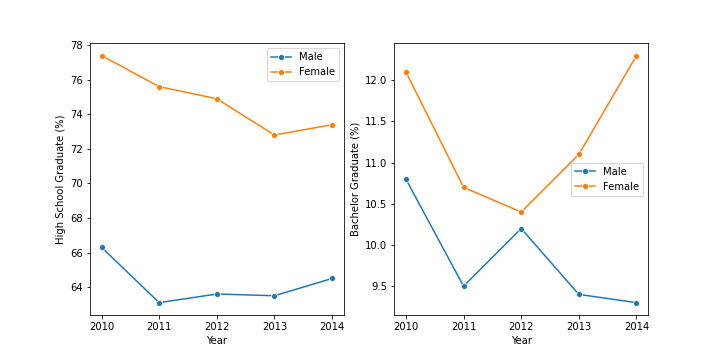 78
76
74
72
70
68
66
64
High School Graduate (%)
Male
Female
2010 2011 2012 2013 2014
Year
12.0
11.5
11.0
10.5
10.0
9.5
Bachelor Graduate (%)
Male
Female
2010 2011 2012 2013 2014
Year